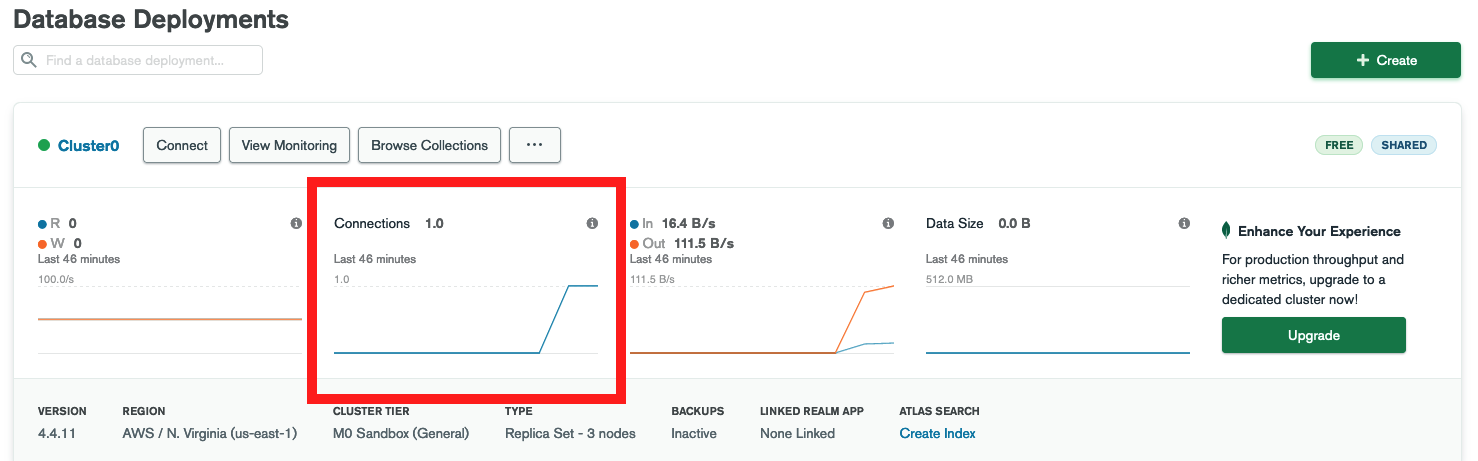 Database Deployments
Find a database deployment...
+ Create
Cluster0
Connect
View Monitoring
Browse Collections
...
FREE
SHARED
R 0
W 0
Last 46 minutes
100.0/s
Connections 1.0
Last 46 minutes
1.0
In 16.4 B/s
Out 111.5 B/s
Last 46 minutes
111.5 B/s
Data Size 0.0 B
Last 46 minutes
512.0 MB
Enhance Your Experience
For production throughput and
richer metrics, upgrade to a
dedicated cluster now!
Upgrade
VERSION
4.4.11
REGION
AWS / N. Virginia (us-east-1)
CLUSTER TIER
M0 Sandbox (General)
TYPE
Replica Set - 3 nodes
BACKUPS
Inactive
LINKED REALM APP
None Linked
ATLAS SEARCH
Create Index